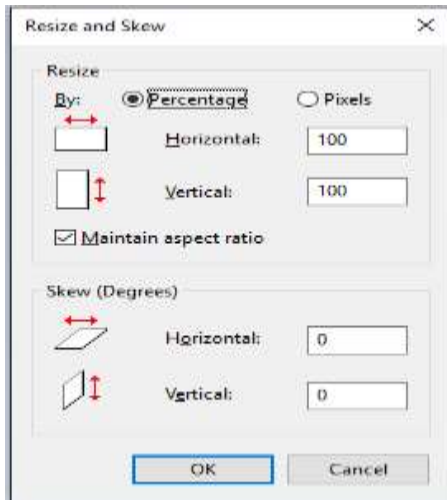 Resize and Skew
Resize
By: Percentage Pixels
Horizontal: 100
Vertical: 100
Maintain aspect ratio
Skew (Degrees)
Horizontal: 0
Vertical: 0
OK Cancel